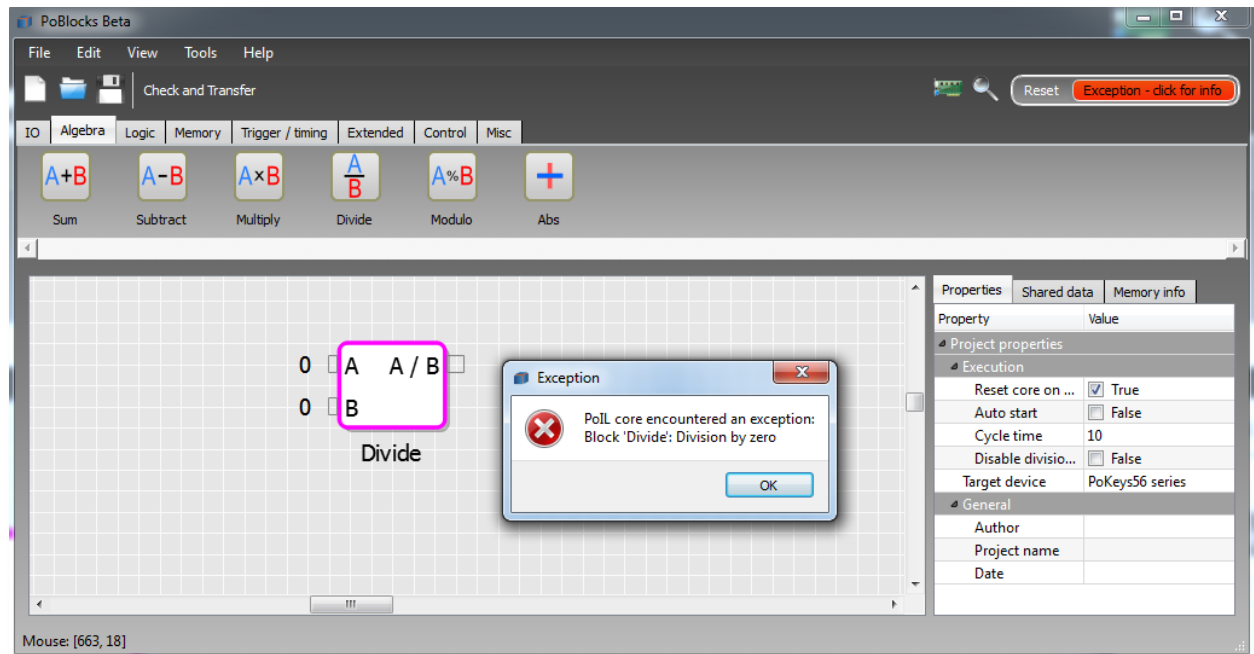 PoBlocks Beta
File Edit View Tools Help
Check and Transfer
Reset Exception - click for info
IO Algebra Logic Memory Trigger / timing Extended Control Misc
A+B A-B A×B A/B A%B
Sum Subtract Multiply Divide Modulo Abs
Properties Shared data Memory info
Property Value
Project properties
Execution
Reset core on ... True
Auto start False
Cycle time 10
Disable divisio... False
Target device PoKeys56 series
General
Author
Project name
Date
0 A A / B
0 B
Divide
Exception
PoIL core encountered an exception:
Block 'Divide': Division by zero
OK
Mouse: [663, 18]